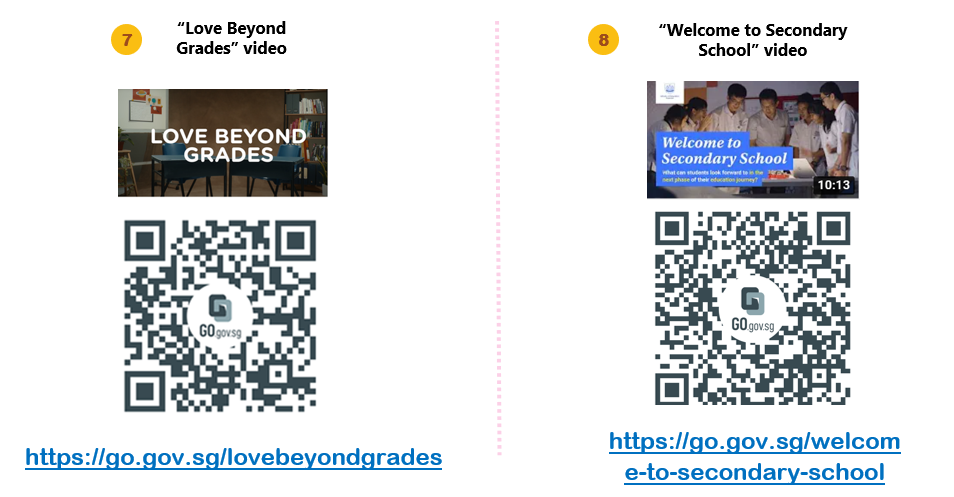 7
“Love Beyond
Grades” video
LOVE BEYOND
GRADES
GO.gov.sg
https://go.gov.sg/lovebeyondgrades
8
“Welcome to Secondary
School” video
Welcome to
Secondary School
What can students look forward to in the
next phase of their education journey?
10:13
GO.gov.sg
https://go.gov.sg/welcom
e-to-secondary-school